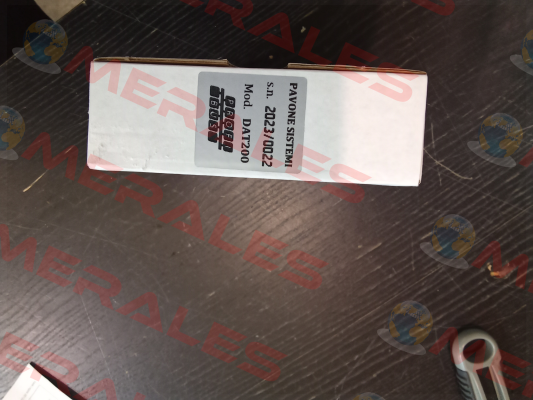 PAVONE SISTEMI
s.n. 2023/0022
Mod. DAT200
MERALES
MERALES
MERALES
MERALES